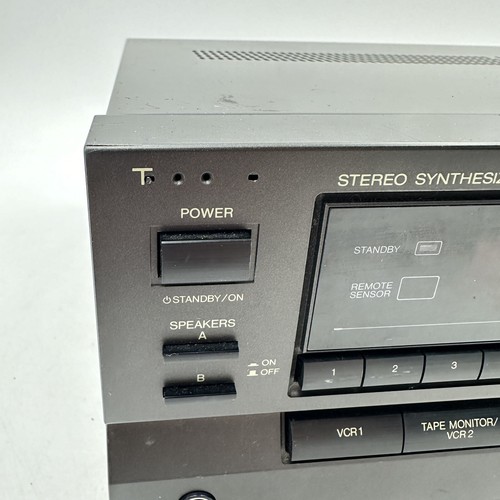 T
STEREO SYNTHESIZ
POWER
STANDBY
REMOTE
SENSOR
⏻STANDBY/ON
SPEAKERS
A
ON
OFF
B
1 2 3
VCR1
TAPE MONITOR/
VCR 2